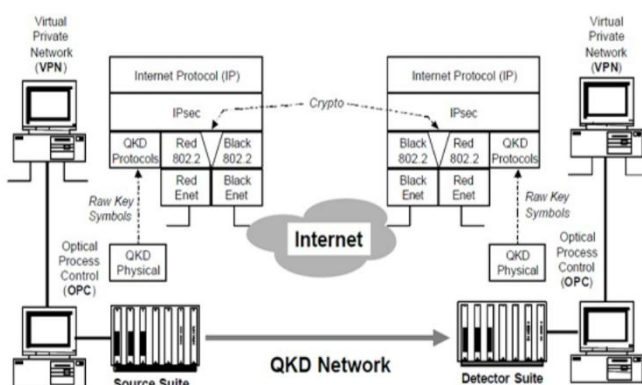 Virtual
Private
Network
(VPN)
Internet Protocol (IP)
IPsec
QKD
Protocols
Red
802.2
Black
802.2
Red
Enet
Black
Enet
Raw Key
Symbols
QKD
Physical
Optical
Process
Control
(OPC)
Crypto
Internet
Internet Protocol (IP)
IPsec
Black
802.2
Red
802.2
QKD
Protocols
Black
Enet
Red
Enet
Raw Key
Symbols
QKD
Physical
Virtual
Private
Network
(VPN)
Optical
Process
Control
(OPC)
Source Suite
QKD Network
Detector Suite